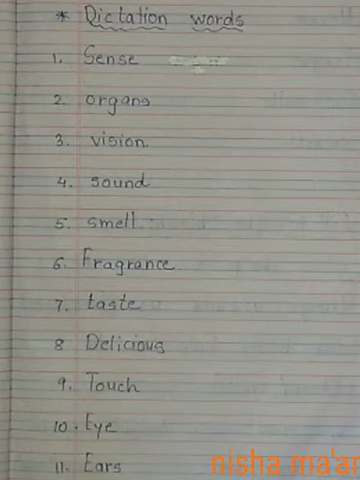 * Dictation words
1. Sense
2. organs
3. vision
4. sound
5. smell
6. Fragrance
7. taste
8 Delicious
9. Touch
10. Eye
11. Ears
nisha ma'am